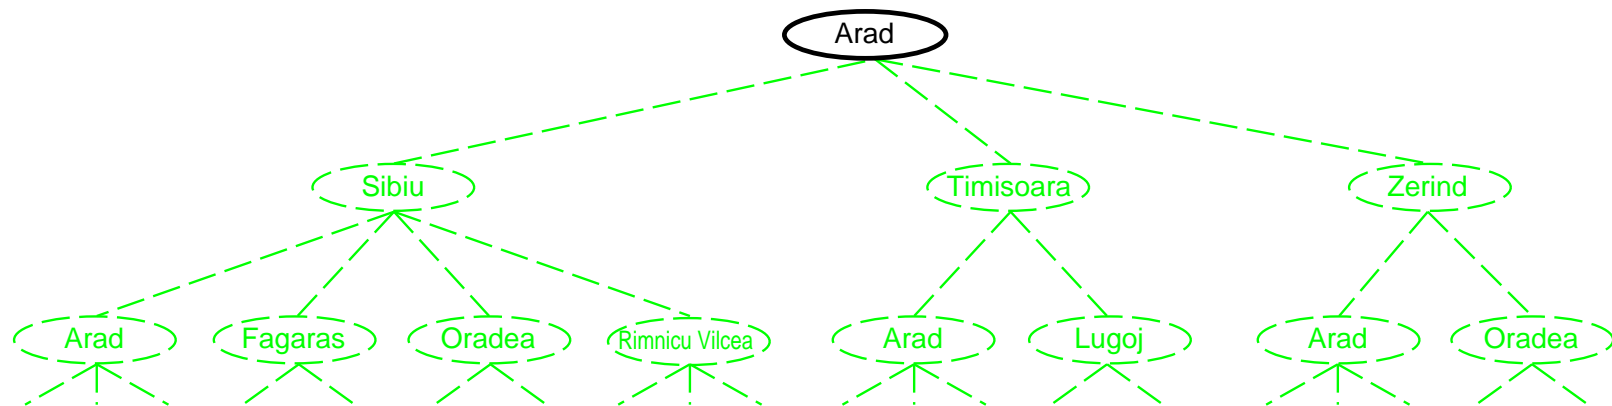 Arad
Sibiu
Timisoara
Zerind
Arad
Fagaras
Oradea
Rimnicu Vilcea
Arad
Lugoj
Arad
Oradea